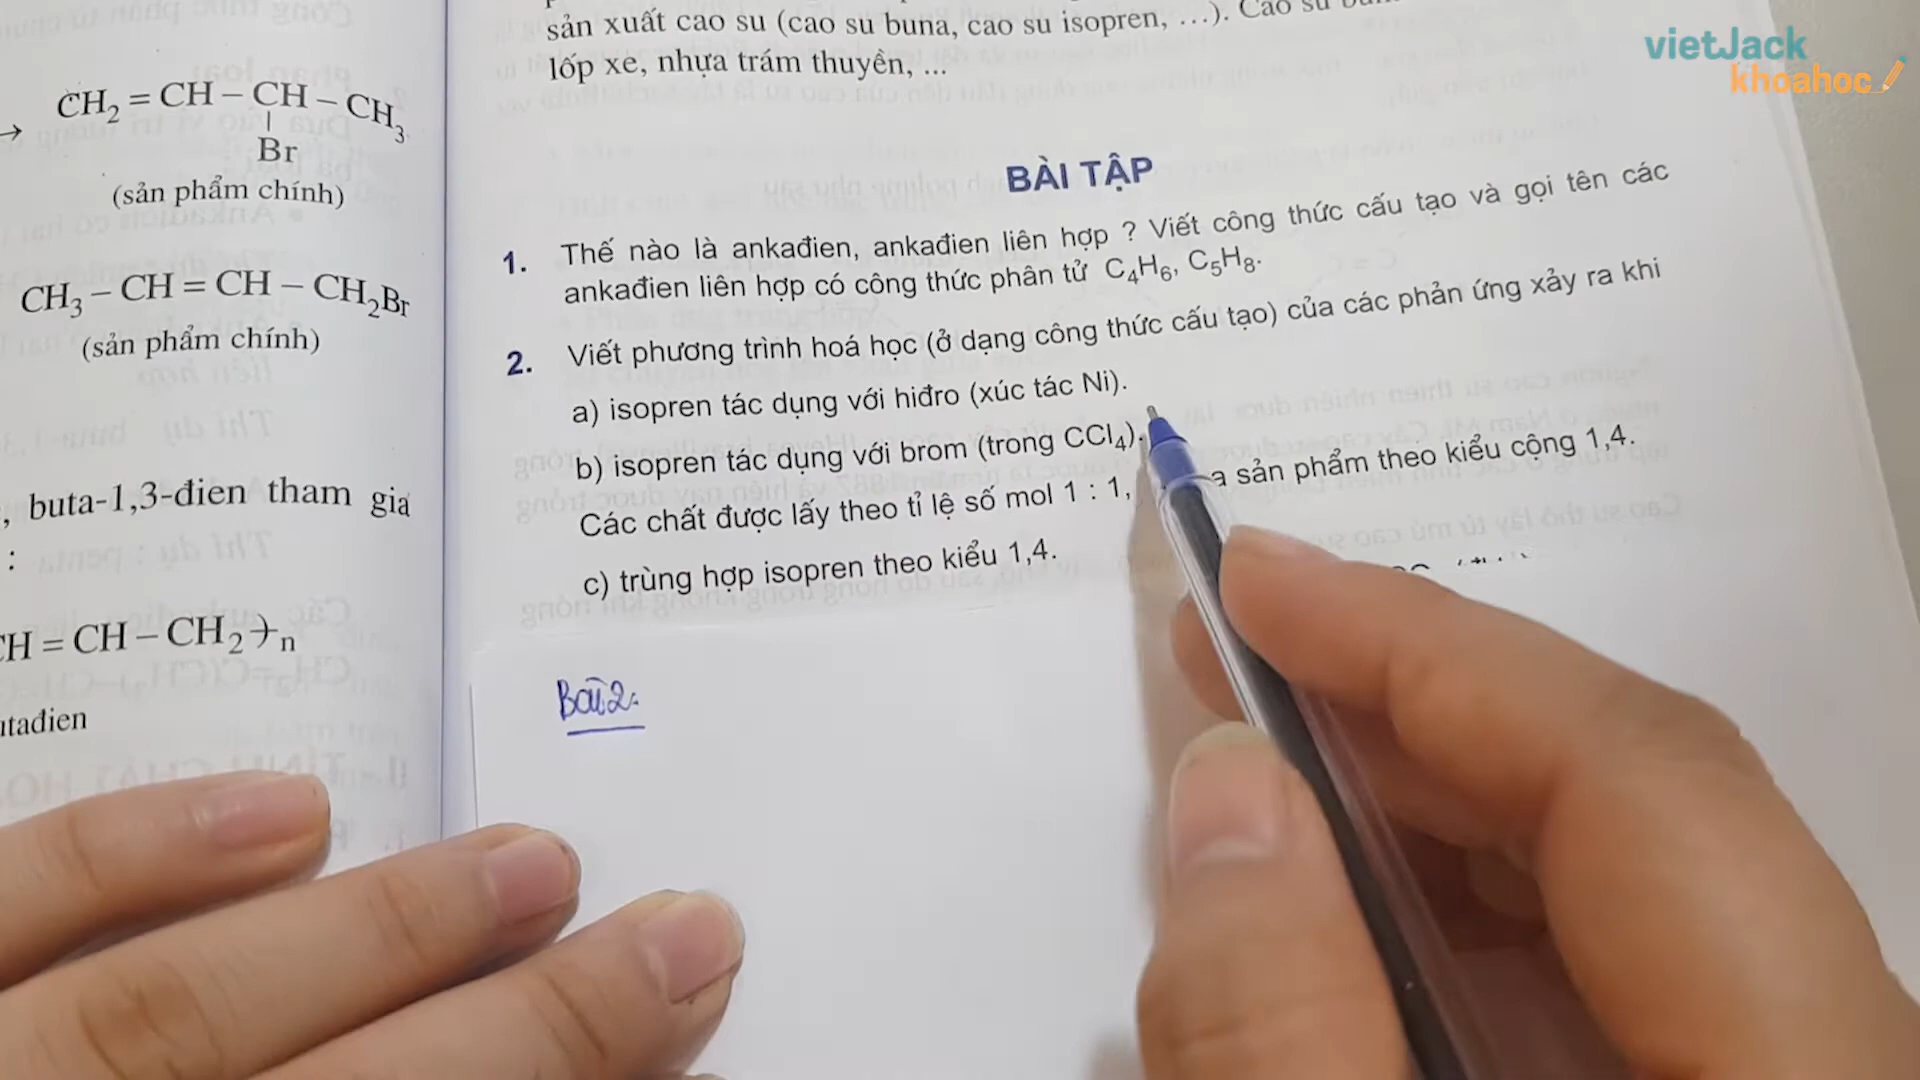 → CH2 = CH – CH – CH3
Br
(sản phẩm chính)
CH3 – CH = CH – CH2Br
(sản phẩm chính)
, buta-1,3-đien tham gia
:
CH = CH – CH2 )n
utađien
sản xuất cao su (cao su buna, cao su isopren, ...). Cao su
lốp xe, nhựa trám thuyền, ...
BÀI TẬP
1. Thế nào là ankađien, ankađien liên hợp ? Viết công thức cấu tạo và gọi tên các
ankađien liên hợp có công thức phân tử C4H6, C5H8.
2. Viết phương trình hoá học (ở dạng công thức cấu tạo) của các phản ứng xảy ra khi
a) isopren tác dụng với hiđro (xúc tác Ni).
b) isopren tác dụng với brom (trong CCl4).
Các chất được lấy theo tỉ lệ số mol 1 : 1, a sản phẩm theo kiểu cộng 1,4.
c) trùng hợp isopren theo kiểu 1,4.
Bài 2:
vietJack
khoahoc